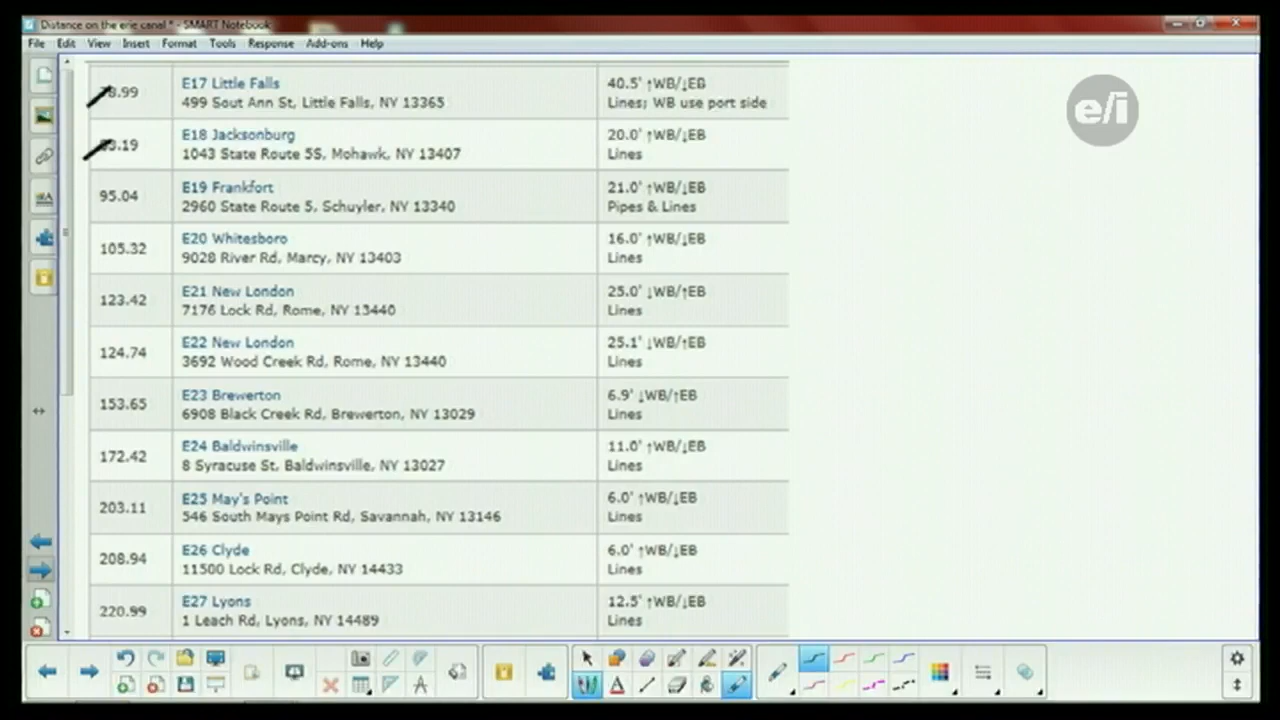 Distance on the erie canal * - SMART Notebook
File Edit View Insert Format Tools Response Add-ons Help
e/i
8.99 E17 Little Falls 40.5' ↑WB/↓EB
499 Sout Ann St, Little Falls, NY 13365 Lines; WB use port side
3.19 E18 Jacksonburg 20.0' ↑WB/↓EB
1043 State Route 5S, Mohawk, NY 13407 Lines
95.04 E19 Frankfort 21.0' ↑WB/↓EB
2960 State Route 5, Schuyler, NY 13340 Pipes & Lines
105.32 E20 Whitesboro 16.0' ↑WB/↓EB
9028 River Rd, Marcy, NY 13403 Lines
123.42 E21 New London 25.0' ↓WB/↑EB
7176 Lock Rd, Rome, NY 13440 Lines
124.74 E22 New London 25.1' ↓WB/↑EB
3692 Wood Creek Rd, Rome, NY 13440 Lines
153.65 E23 Brewerton 6.9' ↓WB/↑EB
6908 Black Creek Rd, Brewerton, NY 13029 Lines
172.42 E24 Baldwinsville 11.0' ↑WB/↓EB
8 Syracuse St, Baldwinsville, NY 13027 Lines
203.11 E25 May's Point 6.0' ↑WB/↓EB
546 South Mays Point Rd, Savannah, NY 13146 Lines
208.94 E26 Clyde 6.0' ↑WB/↓EB
11500 Lock Rd, Clyde, NY 14433 Lines
220.99 E27 Lyons 12.5' ↑WB/↓EB
1 Leach Rd, Lyons, NY 14489 Lines